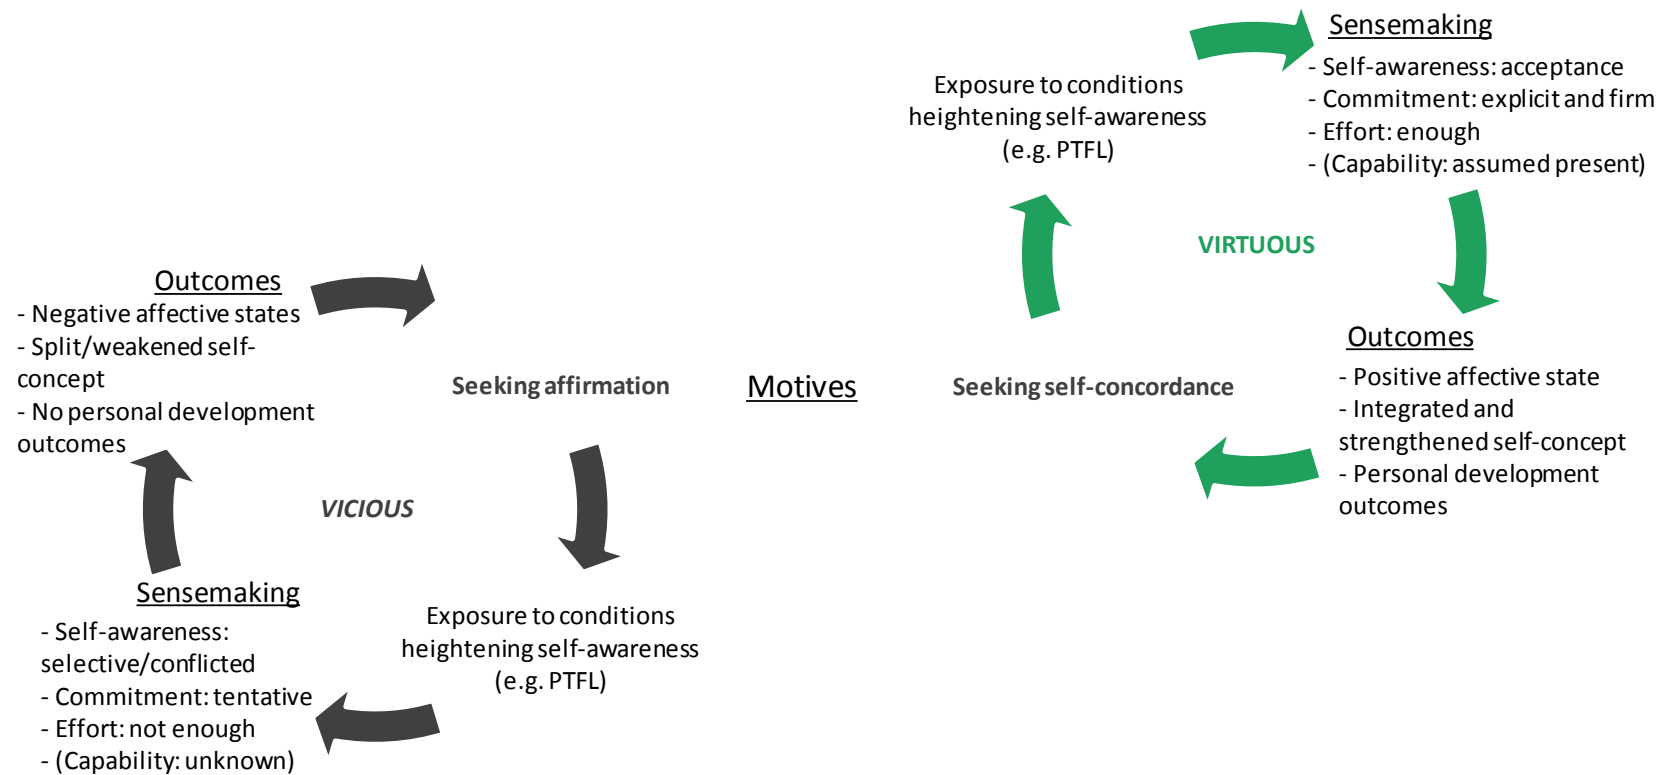 Outcomes
- Negative affective states
- Split/weakened self-
concept
- No personal development
outcomes
Seeking affirmation
VICIOUS
Sensemaking
- Self-awareness:
selective/conflicted
- Commitment: tentative
- Effort: not enough
- (Capability: unknown)
Exposure to conditions
heightening self-awareness
(e.g. PTFL)
Motives
Exposure to conditions
heightening self-awareness
(e.g. PTFL)
Sensemaking
- Self-awareness: acceptance
- Commitment: explicit and firm
- Effort: enough
- (Capability: assumed present)
VIRTUOUS
Seeking self-concordance
Outcomes
- Positive affective state
- Integrated and
strengthened self-concept
- Personal development
outcomes